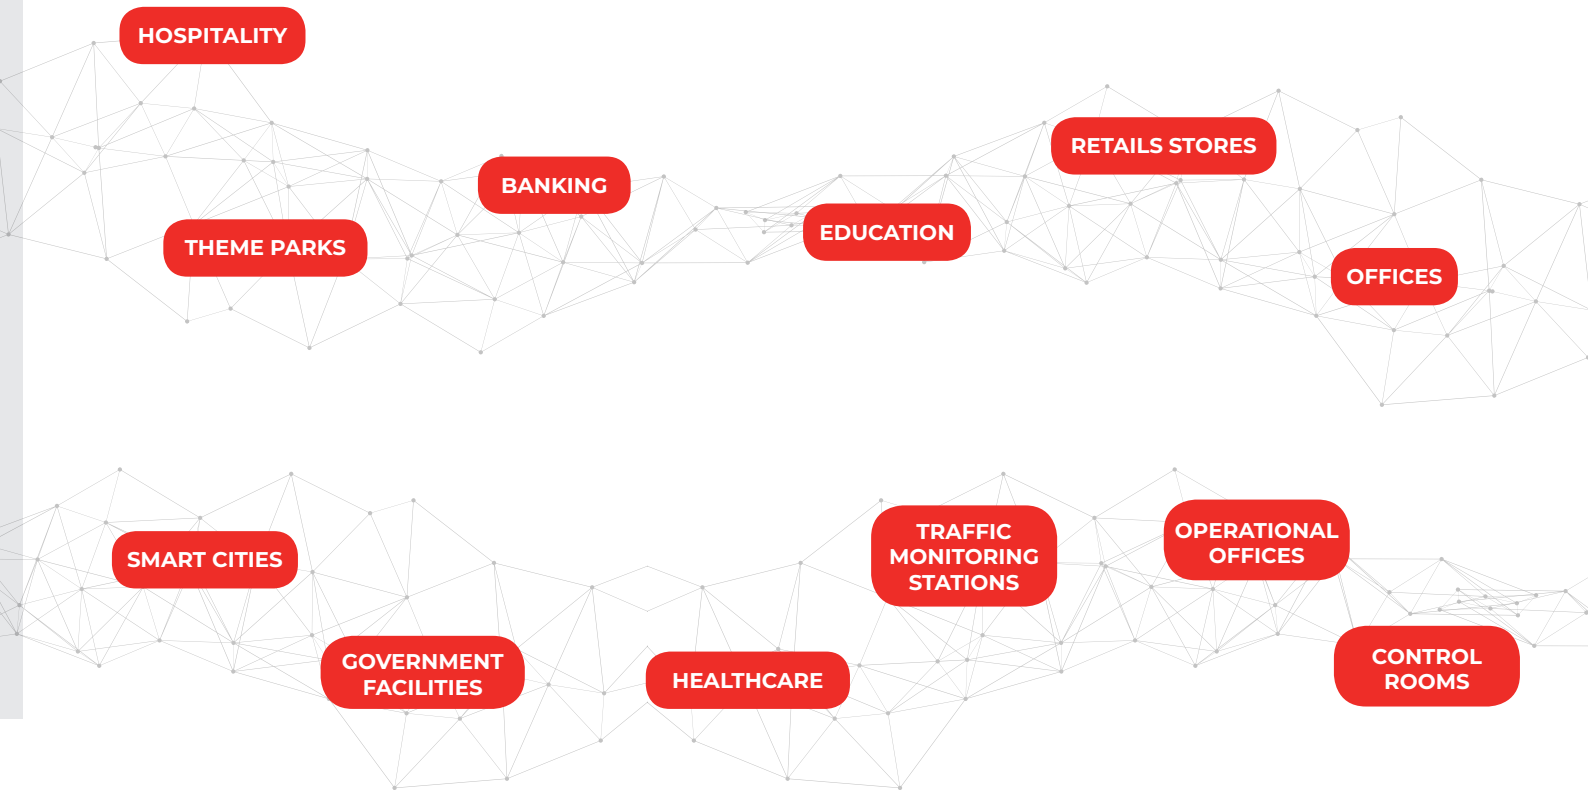 HOSPITALITY
RETAILS STORES
BANKING
EDUCATION
THEME PARKS
OFFICES
SMART CITIES
TRAFFIC
MONITORING
STATIONS
OPERATIONAL
OFFICES
GOVERNMENT
FACILITIES
HEALTHCARE
CONTROL
ROOMS